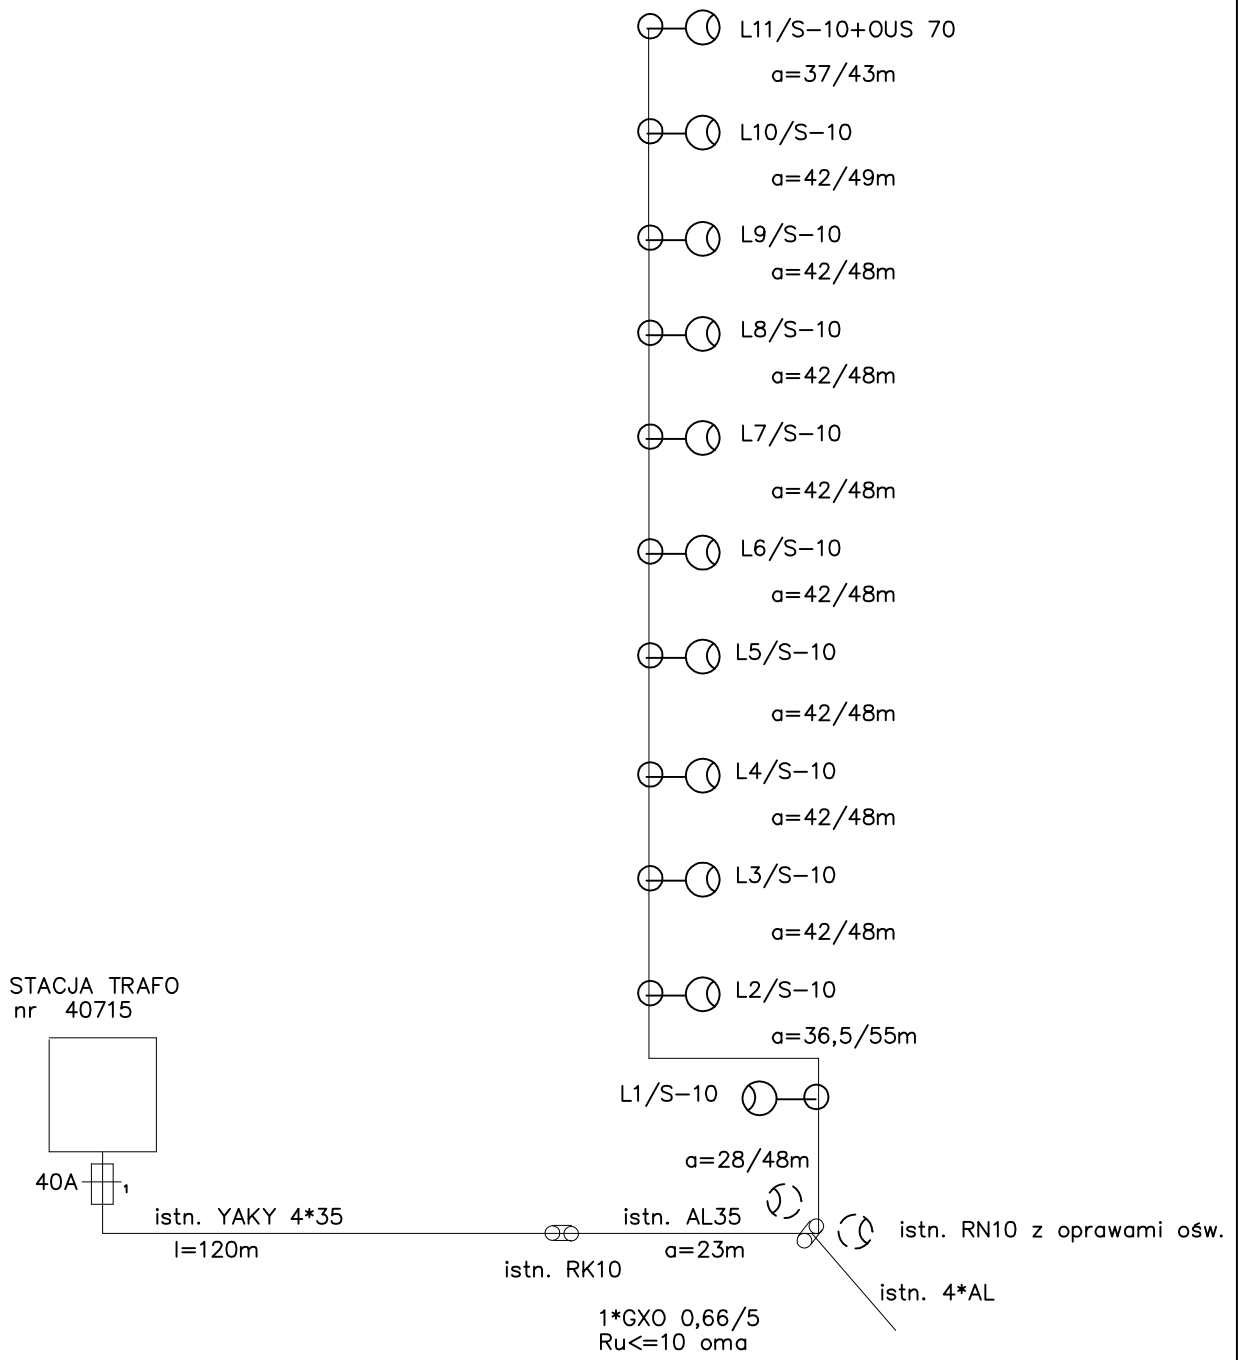 L11/S-10+OUS 70
a=37/43m
L10/S-10
a=42/49m
L9/S-10
a=42/48m
L8/S-10
a=42/48m
L7/S-10
a=42/48m
L6/S-10
a=42/48m
L5/S-10
a=42/48m
L4/S-10
a=42/48m
L3/S-10
a=42/48m
L2/S-10
a=36,5/55m
STACJA TRAFO
nr 40715
L1/S-10
a=28/48m
40A
1
istn. YAKY 4*35
l=120m
istn. RK10
istn. AL35
a=23m
istn. RN10 z oprawami ośw.
istn. 4*AL
1*GXO 0,66/5
Ru<=10 oma